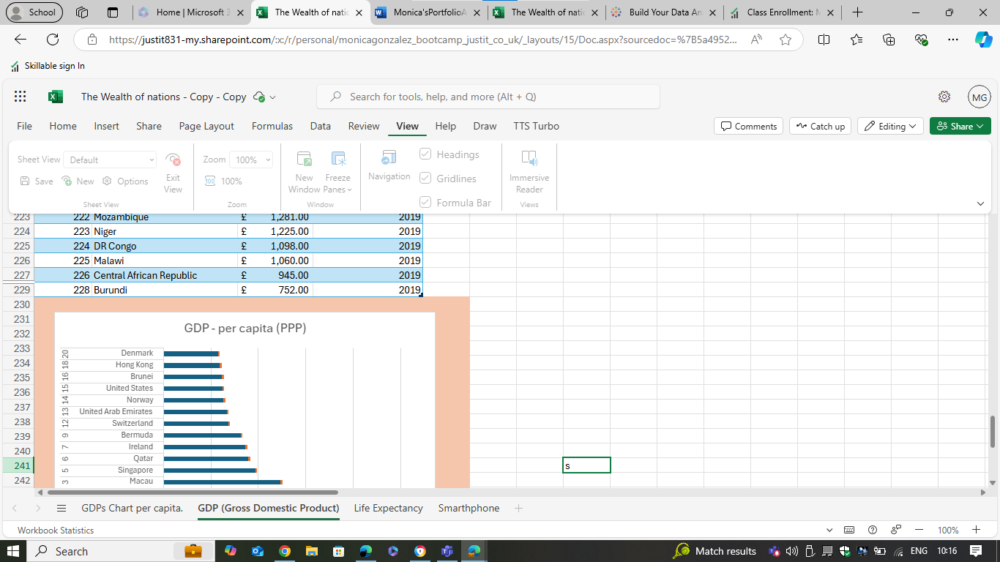 School
Home | Microsoft 3
The Wealth of natio
Monica'sPortfolioA
The Wealth of natio
Build Your Data An
Class Enrollment: M
https://justit831-my.sharepoint.com/:x:/r/personal/monicagonzalez_bootcamp_justit_co_uk/_layouts/15/Doc.aspx?sourcedoc=%7B5a4952...
Skillable sign In
The Wealth of nations - Copy - Copy
Search for tools, help, and more (Alt + Q)
MG
File Home Insert Share Page Layout Formulas Data Review View Help Draw TTS Turbo
Comments Catch up Editing Share
Sheet View Default
Save New Options
Exit View
Sheet View
Zoom 100%
100 100%
Zoom
New Window
Freeze Panes
Window
Navigation
Headings
Gridlines
Formula Bar
Immersive Reader
Views
223 222 Mozambique £ 1,281.00 2019
224 223 Niger £ 1,225.00 2019
225 224 DR Congo £ 1,098.00 2019
226 225 Malawi £ 1,060.00 2019
227 226 Central African Republic £ 945.00 2019
229 228 Burundi £ 752.00 2019
230
231
232
233
234
235
236
237
238
239
240
241
242
GDP - per capita (PPP)
20 Denmark
18 Hong Kong
16 Brunei
15 United States
14 Norway
13 United Arab Emirates
12 Switzerland
9 Bermuda
7 Ireland
6 Qatar
5 Singapore
3 Macau
s
GDPs Chart per capita. GDP (Gross Domestic Product) Life Expectancy Smarthphone
Workbook Statistics
100%
Search
Match results
ENG 10:16